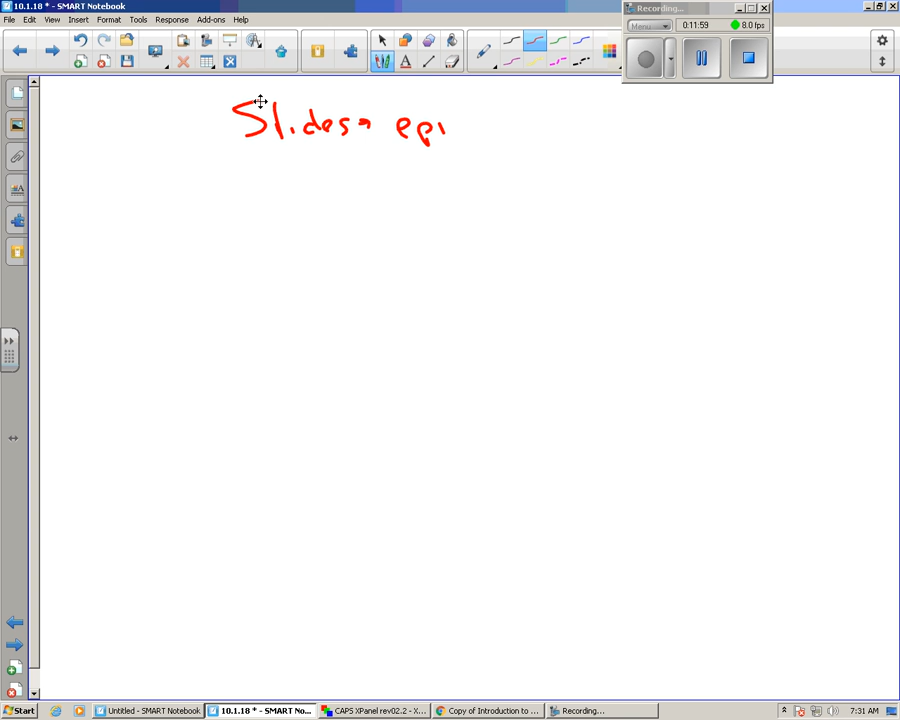 10.1.18 * - SMART Notebook
Recording...
File Edit View Insert Format Tools Response Add-ons Help
Menu 0:11:59 8.0 fps
Slides epi
Start Untitled - SMART Notebook 10.1.18 * - SMART No... CAPS XPanel rev02.2 - X... Copy of Introduction to ... Recording... 7:31 AM